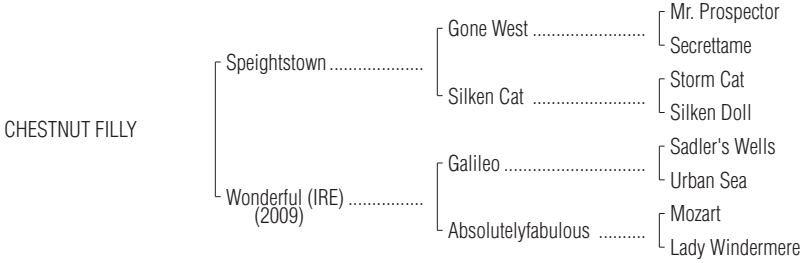 Mr. Prospector
Gone West ........................
Secrettame
Speightstown ....................
Storm Cat
Silken Cat ........................
Silken Doll
CHESTNUT FILLY
Sadler's Wells
Galileo ..............................
Urban Sea
Wonderful (IRE) ................
(2009)
Mozart
Absolutelyfabulous ..........
Lady Windermere